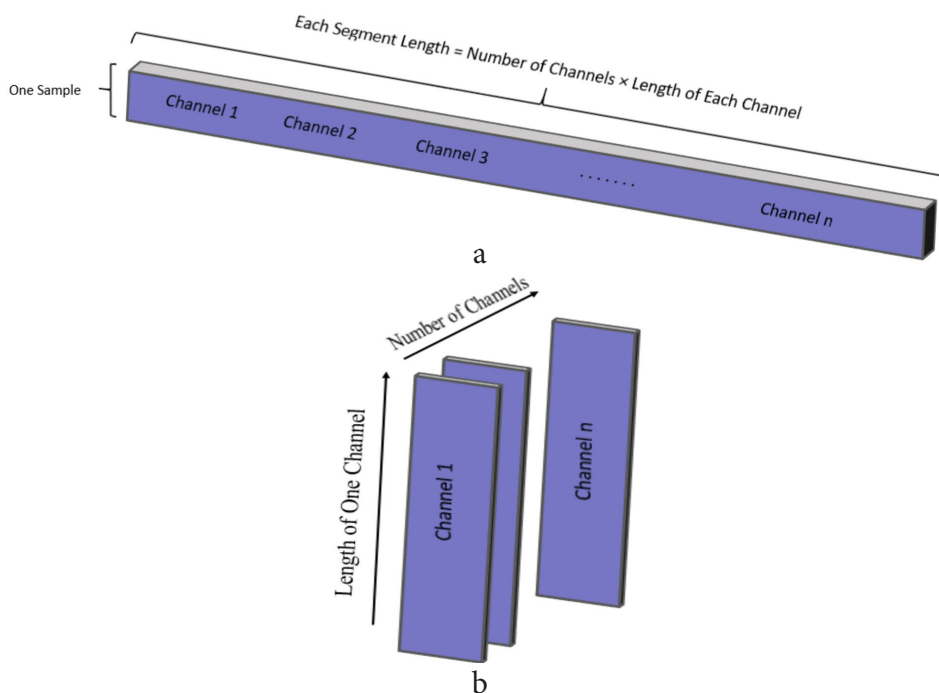 Each Segment Length = Number of Channels × Length of Each Channel
One Sample
Channel 1
Channel 2
Channel 3
. . . . . . .
Channel n
a
Number of Channels
Length of One Channel
Channel 1
Channel n
b